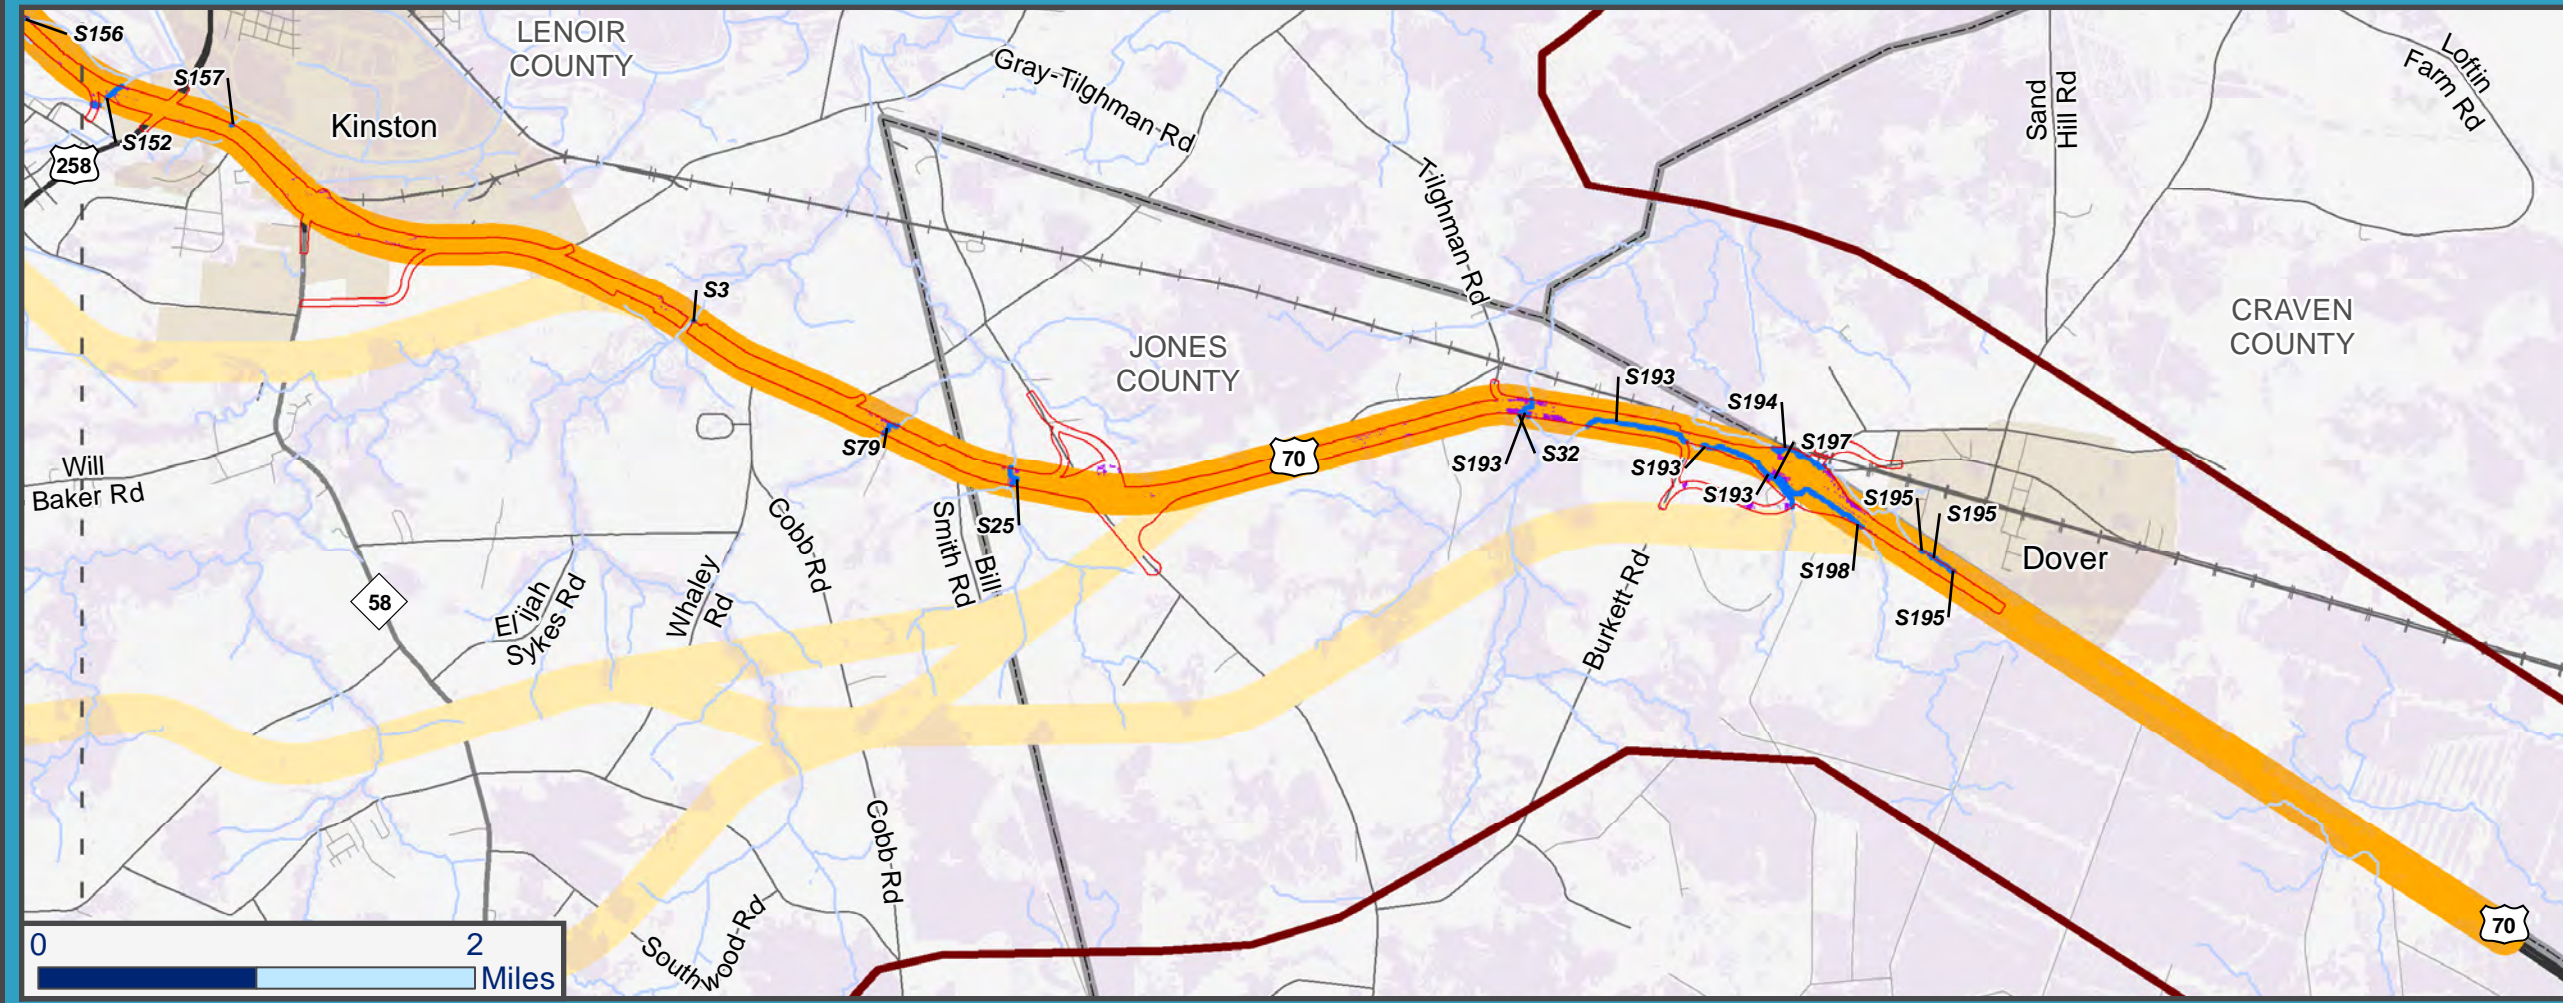 S156
LENOIR
COUNTY
S157
Kinston
S152
258
Gray-Tilghman-Rd
Tilghman-Rd
Sand
Hill Rd
Loftin
Farm Rd
S3
JONES
COUNTY
CRAVEN
COUNTY
S193
S194
S197
S79
70
S193
S32
S193
S193
S195
S195
Will
Baker Rd
S25
Smith Rd
Bill
Cobb-Rd
Whaley
Rd
Elijah
Sykes Rd
58
S198
Dover
S195
Burkett-Rd
Cobb-Rd
Southwood-Rd
70
0 2
Miles